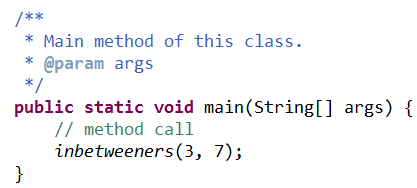 /**
 * Main method of this class.
 * @param args
 */
public static void main(String[] args) {
    // method call
    inbetweeners(3, 7);
}